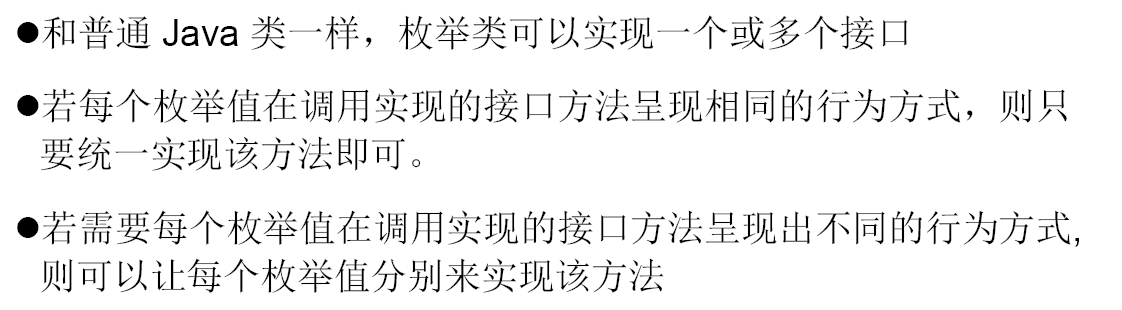 ●和普通 Java 类一样，枚举类可以实现一个或多个接口
●若每个枚举值在调用实现的接口方法呈现相同的行为方式，则只
要统一实现该方法即可。
●若需要每个枚举值在调用实现的接口方法呈现出不同的行为方式,
则可以让每个枚举值分别来实现该方法